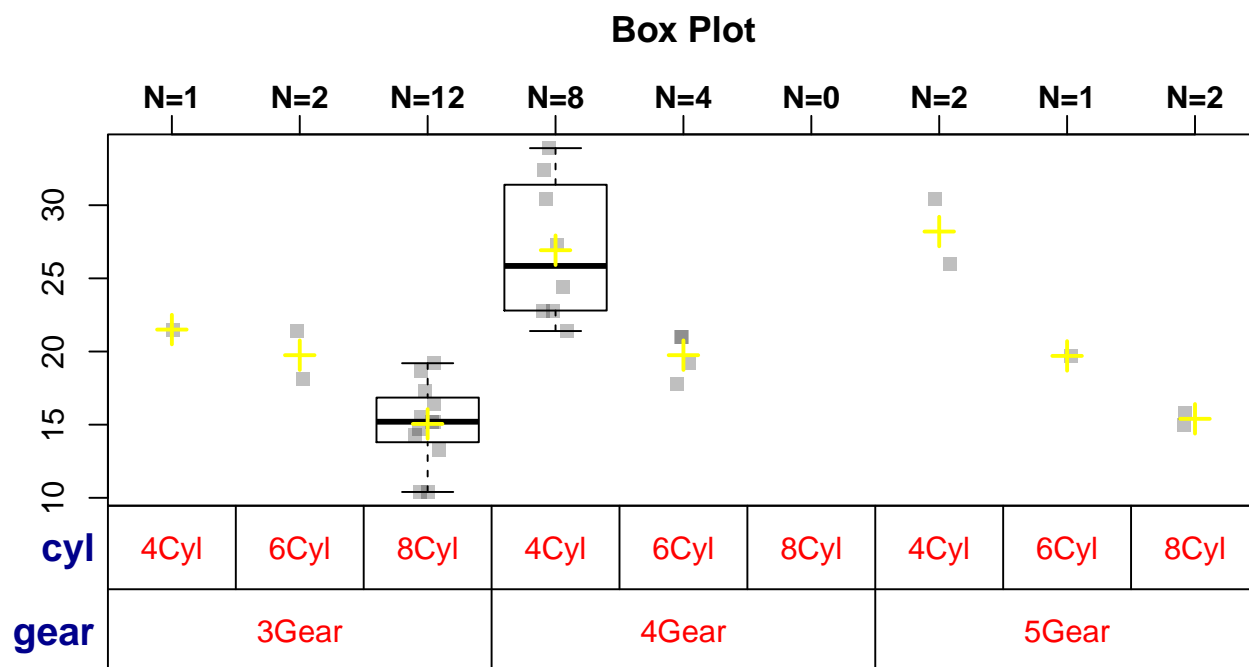 Box Plot
N=1 N=2 N=12 N=8 N=4 N=0 N=2 N=1 N=2
30
25
20
15
10
cyl 4Cyl 6Cyl 8Cyl 4Cyl 6Cyl 8Cyl 4Cyl 6Cyl 8Cyl
gear 3Gear 4Gear 5Gear